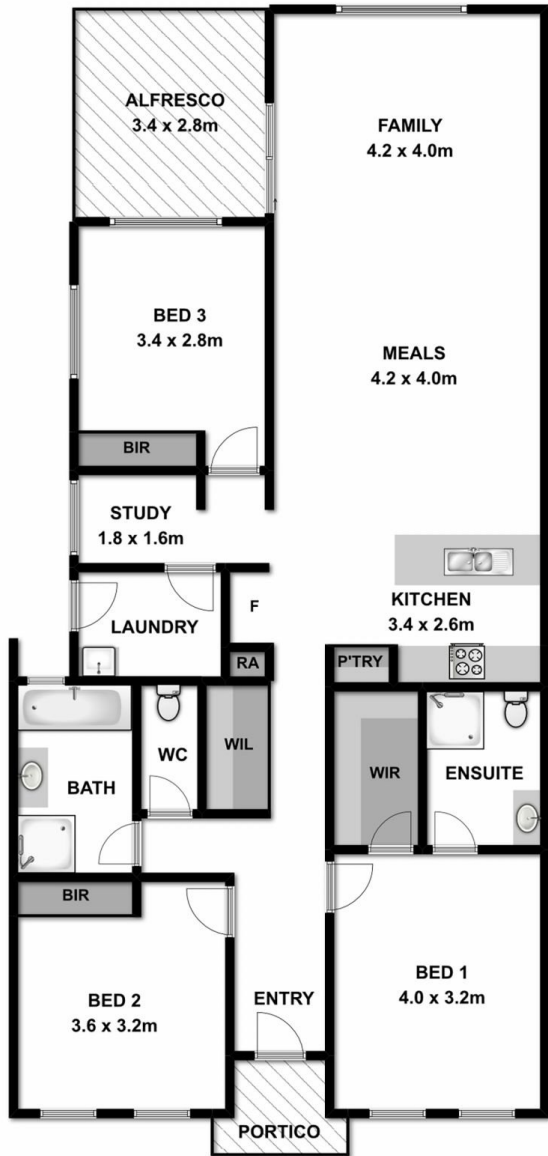 ALFRESCO
3.4 x 2.8m
FAMILY
4.2 x 4.0m
BED 3
3.4 x 2.8m
MEALS
4.2 x 4.0m
BIR
STUDY
1.8 x 1.6m
LAUNDRY
F
RA
KITCHEN
3.4 x 2.6m
P'TRY
BATH
WC
WIL
WIR
ENSUITE
BIR
BED 2
3.6 x 3.2m
ENTRY
BED 1
4.0 x 3.2m
PORTICO